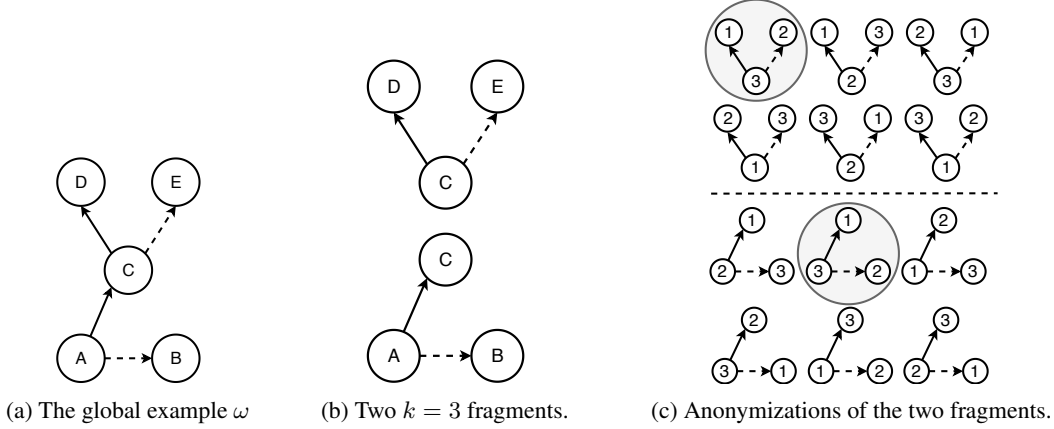 D E
C
A B
D E
C
C
A B
1 2 1 3 2 1
3 2 3
2 3 3 1 3 2
1 2 1
1 1 2
2 3 3 2 1 3
2 3 3
3 1 1 2 2 1
(a) The global example ω
(b) Two k = 3 fragments.
(c) Anonymizations of the two fragments.